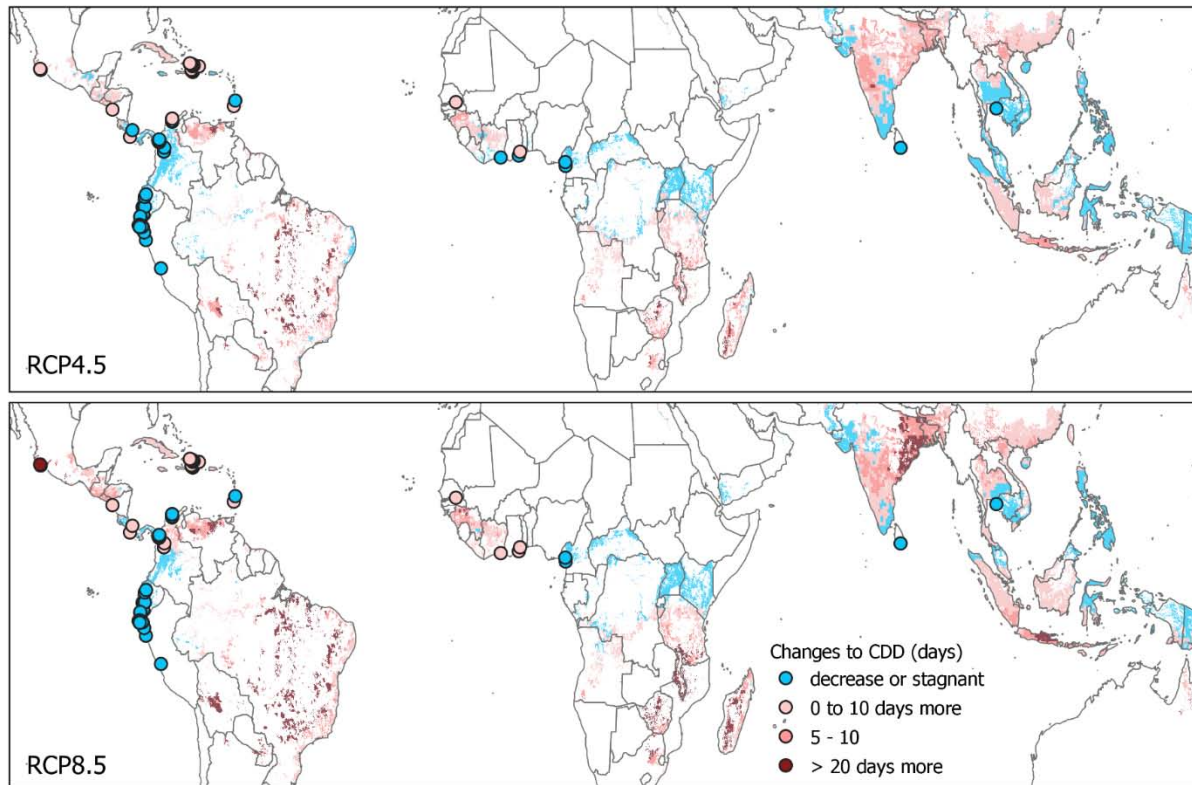 RCP4.5
RCP8.5
Changes to CDD (days)
decrease or stagnant
0 to 10 days more
5 - 10
> 20 days more